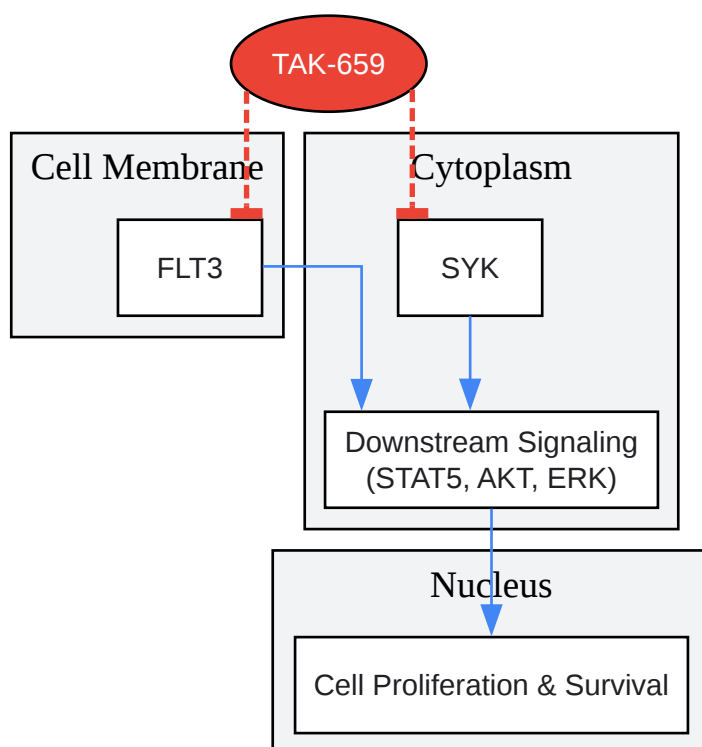 TAK-659
Cell Membrane
Cytoplasm
FLT3
SYK
Downstream Signaling
(STAT5, AKT, ERK)
Nucleus
Cell Proliferation & Survival